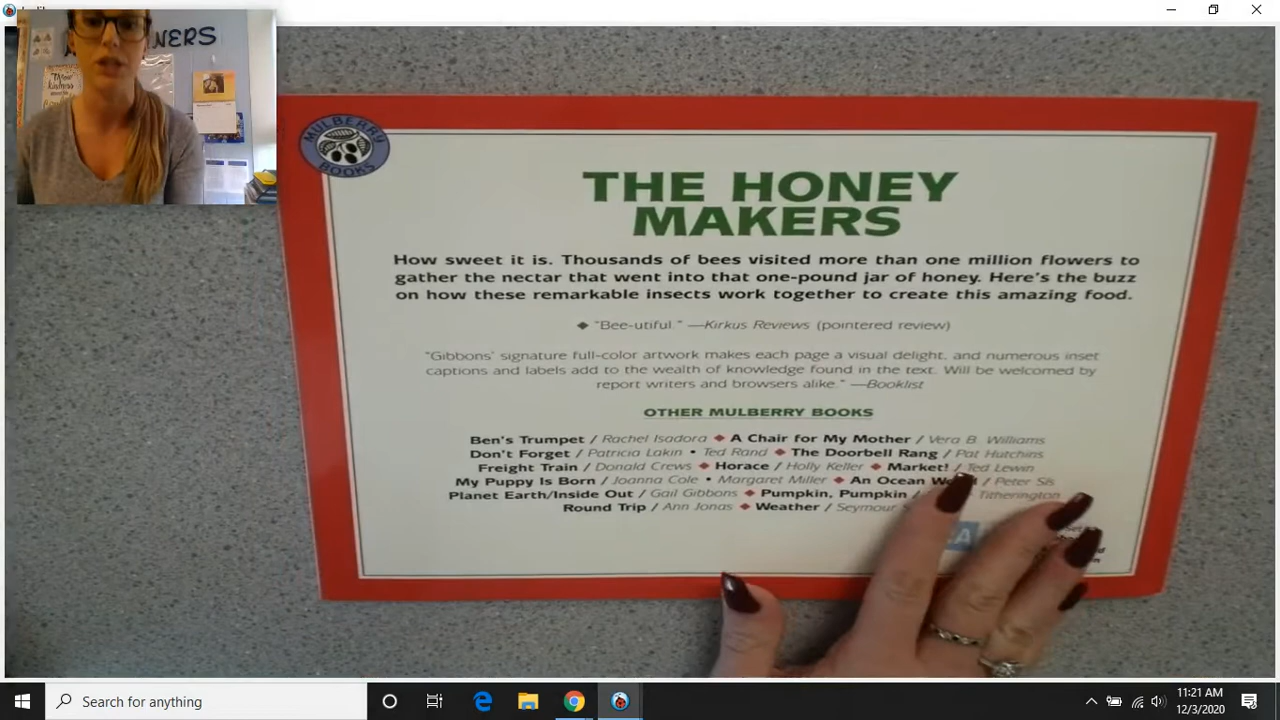 NERS
MULBERRY
BOOKS
THE HONEY
MAKERS
How sweet it is. Thousands of bees visited more than one million flowers to
gather the nectar that went into that one-pound jar of honey. Here's the buzz
on how these remarkable insects work together to create this amazing food.
◆ "Bee-utiful." —Kirkus Reviews (pointered review)
"Gibbons' signature full-color artwork makes each page a visual delight, and numerous inset
captions and labels add to the wealth of knowledge found in the text. Will be welcomed by
report writers and browsers alike." —Booklist
OTHER MULBERRY BOOKS
Ben's Trumpet / Rachel Isadora ◆ A Chair for My Mother / Vera B. Williams
Don't Forget / Patricia Lakin • Ted Rand ◆ The Doorbell Rang / Pat Hutchins
Freight Train / Donald Crews ◆ Horace / Holly Keller ◆ Market! / Ted Lewin
My Puppy Is Born / Joanna Cole • Margaret Miller ◆ An Ocean / Peter Sis
Planet Earth/Inside Out / Gail Gibbons ◆ Pumpkin, Pumpkin / Titherington
Round Trip / Ann Jonas ◆ Weather / Seymour
Search for anything
11:21 AM
12/3/2020